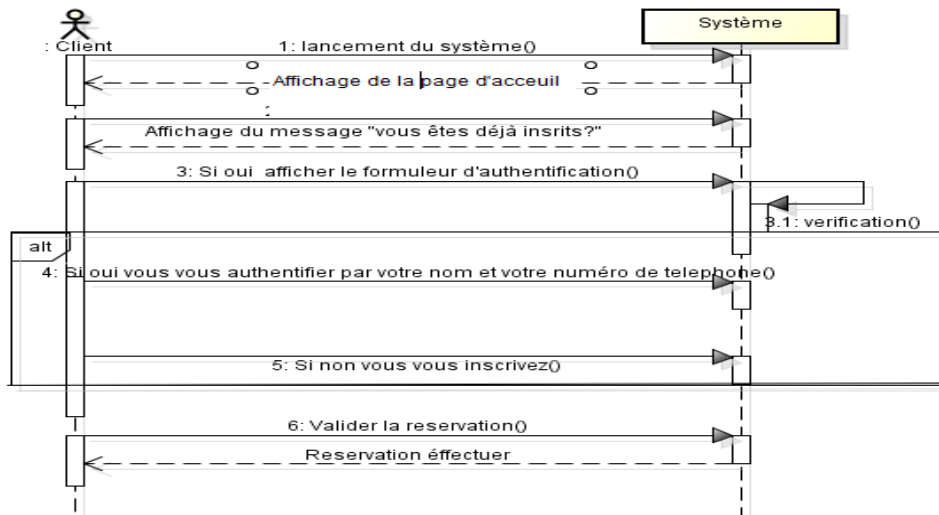 Système
: Client
1: lancement du système()
Affichage de la page d'acceuil
Affichage du message "vous êtes déjà insrits?"
3: Si oui afficher le formuleur d'authentification()
3.1: verification()
alt
4: Si oui vous vous authentifier par votre nom et votre numéro de telephone()
5: Si non vous vous inscrivez()
6: Valider la reservation()
Reservation éffectuer